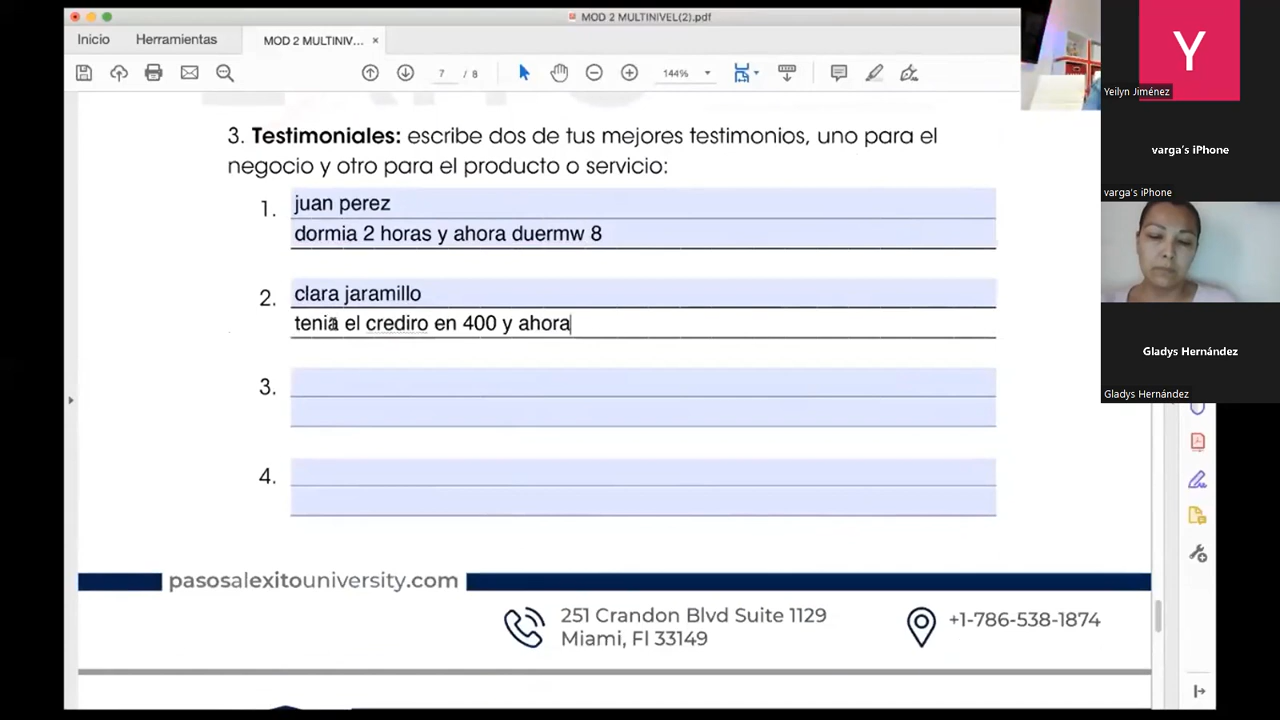 MOD 2 MULTINIVEL(2).pdf
Inicio
Herramientas
MOD 2 MULTINIV... ×
7 / 8
144%
3. Testimoniales: escribe dos de tus mejores testimonios, uno para el
negocio y otro para el producto o servicio:
1. juan perez
dormia 2 horas y ahora duermw 8
2. clara jaramillo
tenia el crediro en 400 y ahora
3.
4.
pasosalexitouniversity.com
251 Crandon Blvd Suite 1129
Miami, Fl 33149
+1-786-538-1874
Y
Yeilyn Jiménez
varga's iPhone
varga's iPhone
Gladys Hernández
Gladys Hernández